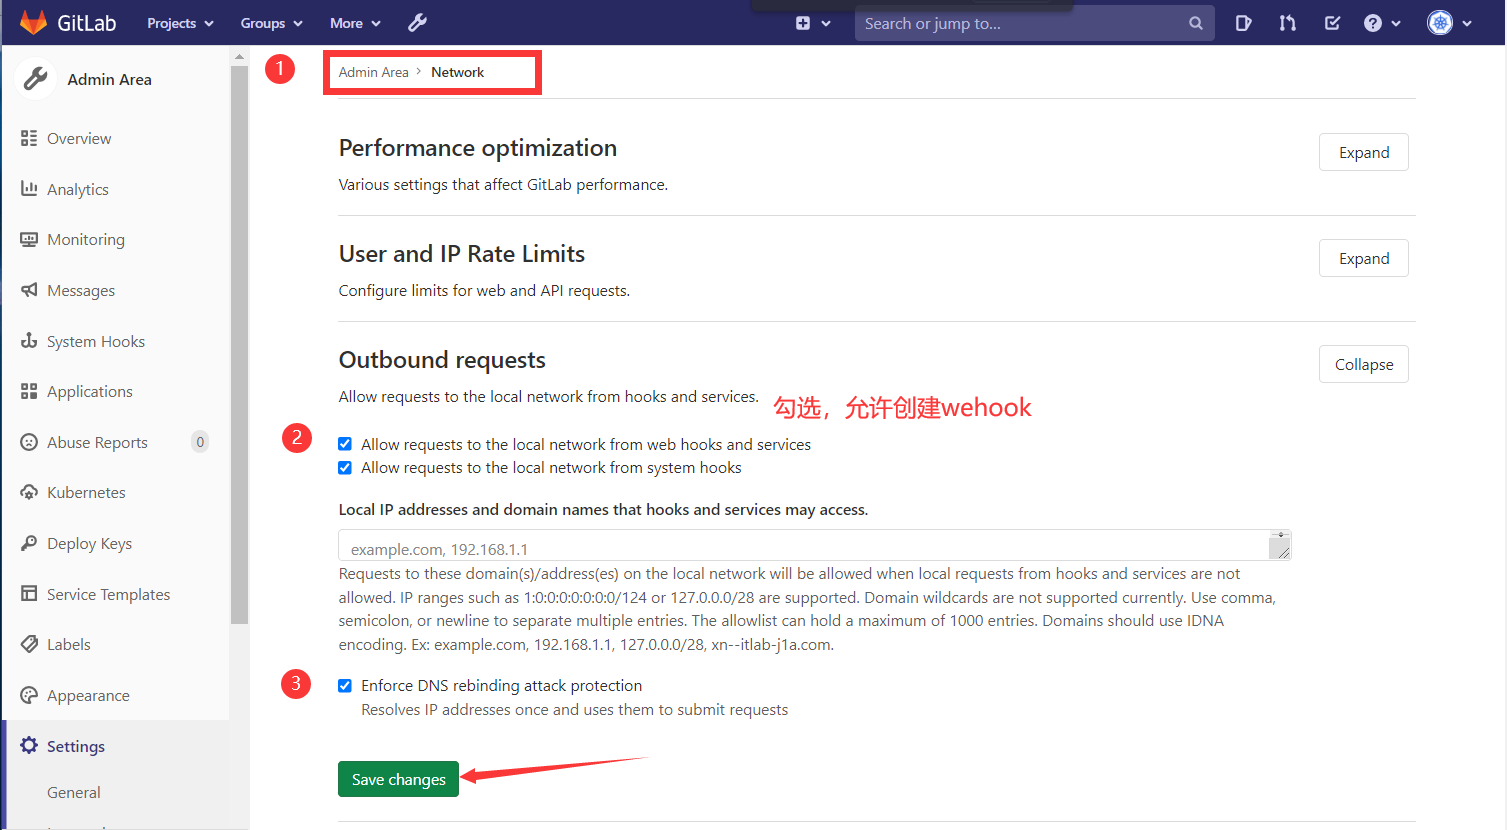 GitLab Projects Groups More Search or jump to...
Admin Area
Overview
Analytics
Monitoring
Messages
System Hooks
Applications
Abuse Reports 0
Kubernetes
Deploy Keys
Service Templates
Labels
Appearance
Settings
General
1
Admin Area > Network
Performance optimization
Expand
Various settings that affect GitLab performance.
User and IP Rate Limits
Expand
Configure limits for web and API requests.
Outbound requests
Collapse
Allow requests to the local network from hooks and services.
勾选，允许创建wehook
2
Allow requests to the local network from web hooks and services
Allow requests to the local network from system hooks
Local IP addresses and domain names that hooks and services may access.
example.com, 192.168.1.1
Requests to these domain(s)/address(es) on the local network will be allowed when local requests from hooks and services are not
allowed. IP ranges such as 1:0:0:0:0:0:0:0/124 or 127.0.0.0/28 are supported. Domain wildcards are not supported currently. Use comma,
semicolon, or newline to separate multiple entries. The allowlist can hold a maximum of 1000 entries. Domains should use IDNA
encoding. Ex: example.com, 192.168.1.1, 127.0.0.0/28, xn--itlab-j1a.com.
3
Enforce DNS rebinding attack protection
Resolves IP addresses once and uses them to submit requests
Save changes